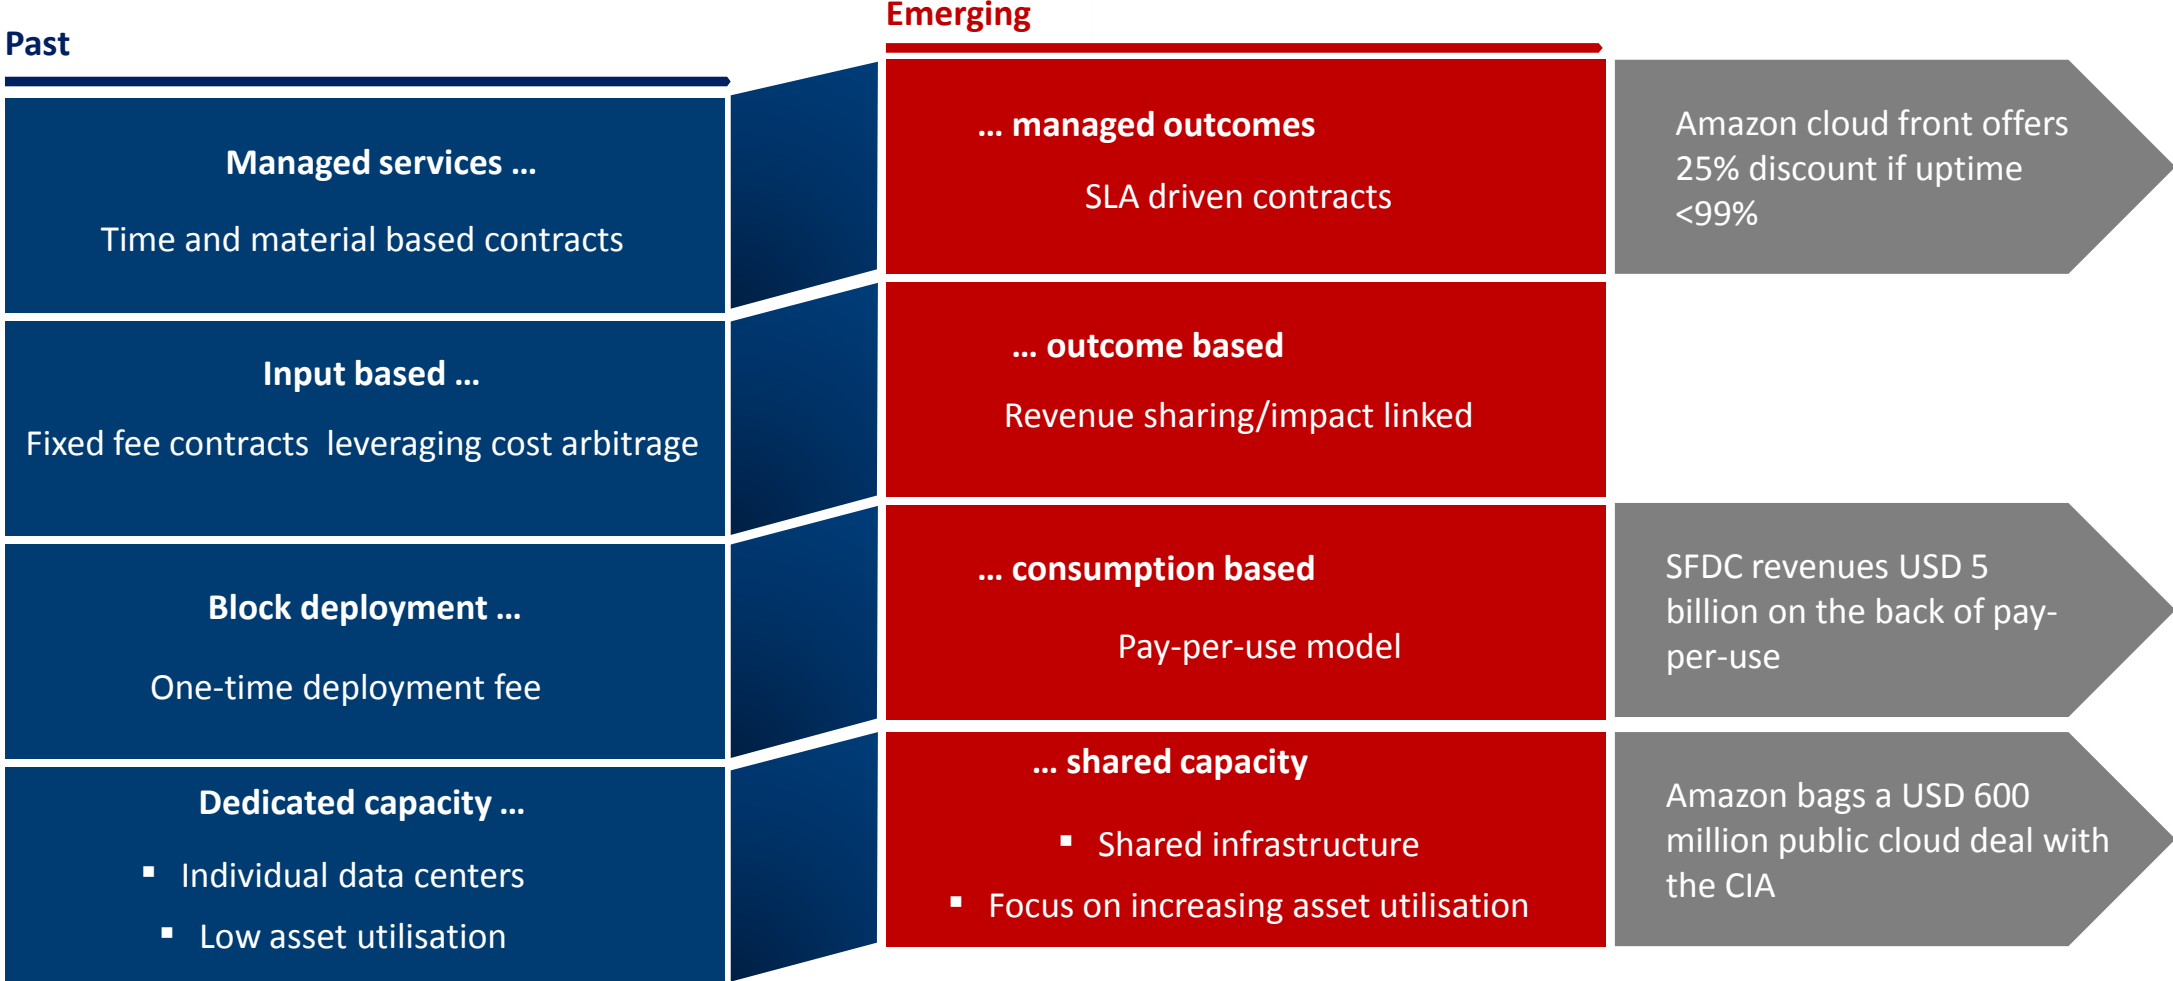 Emerging
Past
Managed services ...
Time and material based contracts
... managed outcomes
SLA driven contracts
Amazon cloud front offers
25% discount if uptime
<99%
Input based ...
Fixed fee contracts  leveraging cost arbitrage
... outcome based
Revenue sharing/impact linked
Block deployment ...
One-time deployment fee
... consumption based
Pay-per-use model
SFDC revenues USD 5
billion on the back of pay-
per-use
Dedicated capacity ...
▪ Individual data centers
▪ Low asset utilisation
... shared capacity
▪ Shared infrastructure
▪ Focus on increasing asset utilisation
Amazon bags a USD 600
million public cloud deal with
the CIA